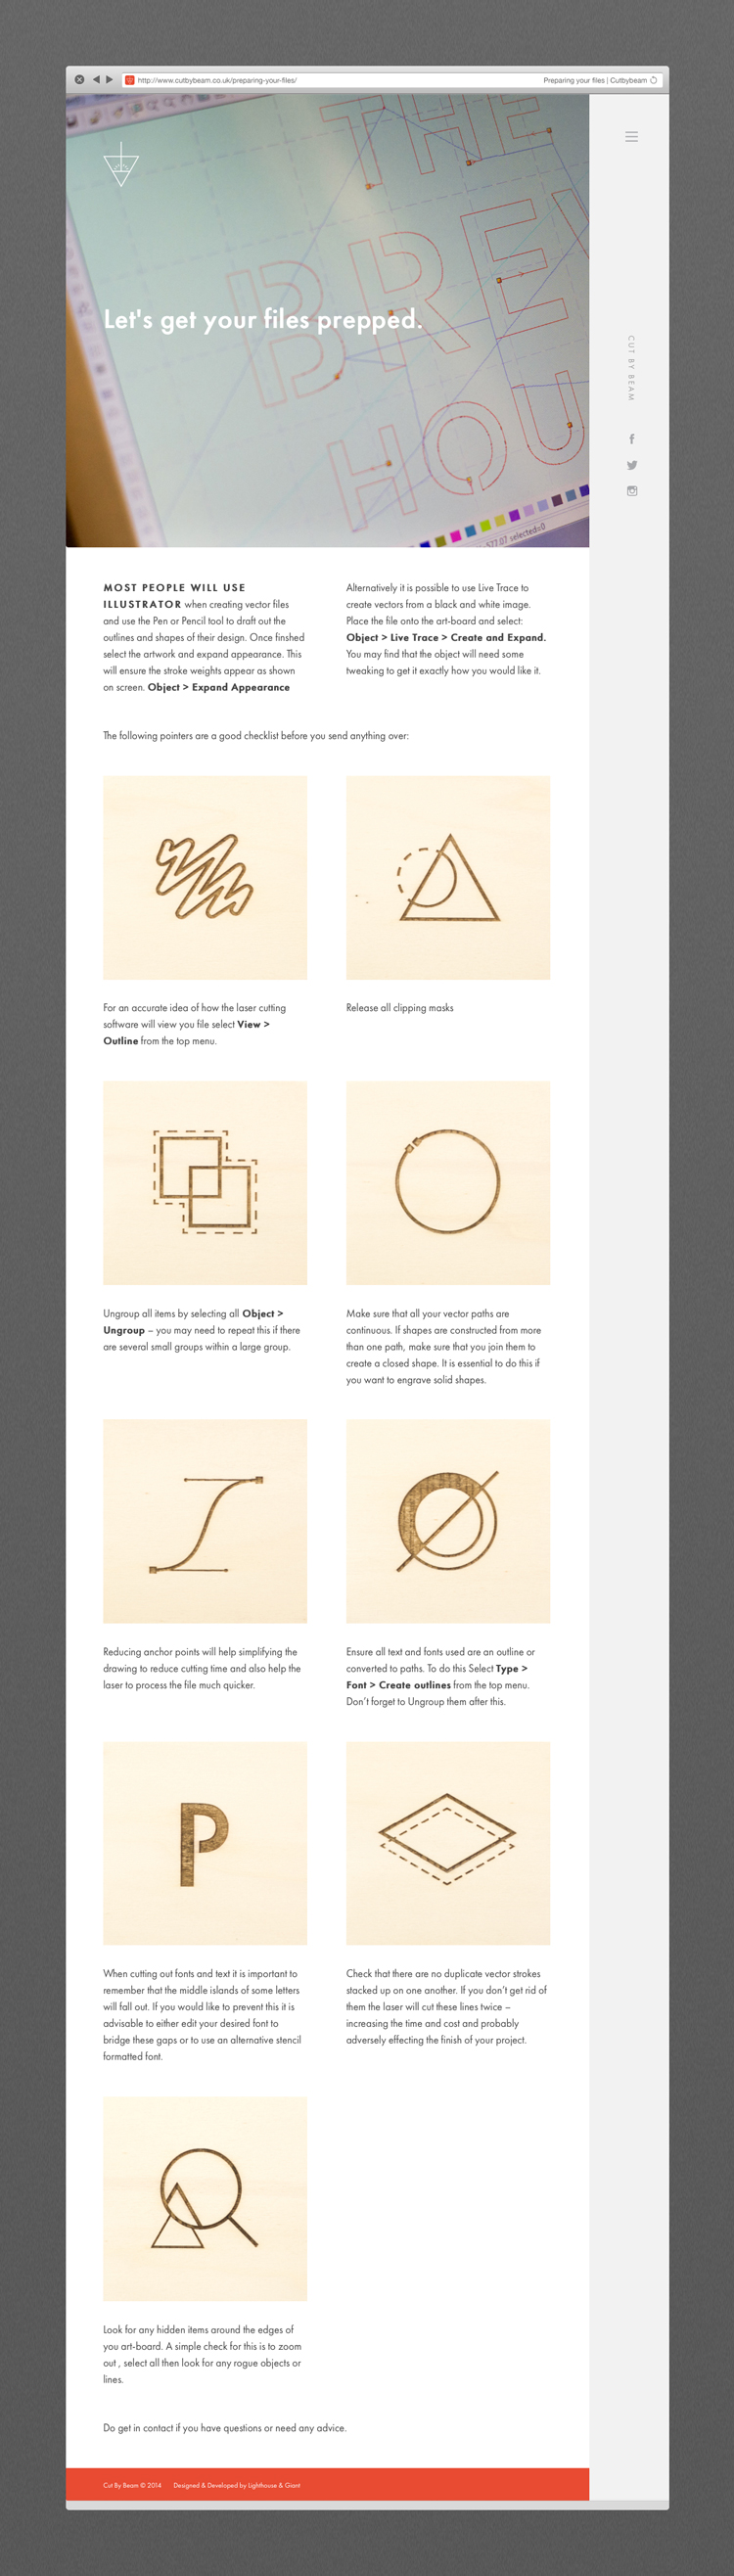 http://www.cutbybeam.co.uk/preparing-your-files/
Preparing your files | Cutbybeam
THE
BREW
HOU
Let's get your files prepped.
577.07 selected=0
CUT BY BEAM
MOST PEOPLE WILL USE
ILLUSTRATOR when creating vector files
and use the Pen or Pencil tool to draft out the
outlines and shapes of their design. Once finshed
select the artwork and expand appearance. This
will ensure the stroke weights appear as shown
on screen. Object > Expand Appearance
Alternatively it is possible to use Live Trace to
create vectors from a black and white image.
Place the file onto the art-board and select:
Object > Live Trace > Create and Expand.
You may find that the object will need some
tweaking to get it exactly how you would like it.
The following pointers are a good checklist before you send anything over:
For an accurate idea of how the laser cutting
software will view you file select View >
Outline from the top menu.
Release all clipping masks
Ungroup all items by selecting all Object >
Ungroup – you may need to repeat this if there
are several small groups within a large group.
Make sure that all your vector paths are
continuous. If shapes are constructed from more
than one path, make sure that you join them to
create a closed shape. It is essential to do this if
you want to engrave solid shapes.
Reducing anchor points will help simplifying the
drawing to reduce cutting time and also help the
laser to process the file much quicker.
Ensure all text and fonts used are an outline or
converted to paths. To do this Select Type >
Font > Create outlines from the top menu.
Don't forget to Ungroup them after this.
P
When cutting out fonts and text it is important to
remember that the middle islands of some letters
will fall out. If you would like to prevent this it is
advisable to either edit your desired font to
bridge these gaps or to use an alternative stencil
formatted font.
Check that there are no duplicate vector strokes
stacked up on one another. If you don't get rid of
them the laser will cut these lines twice –
increasing the time and cost and probably
adversely effecting the finish of your project.
Look for any hidden items around the edges of
you art-board. A simple check for this is to zoom
out , select all then look for any rogue objects or
lines.
Do get in contact if you have questions or need any advice.
Cut By Beam © 2014
Designed & Developed by Lighthouse & Giant